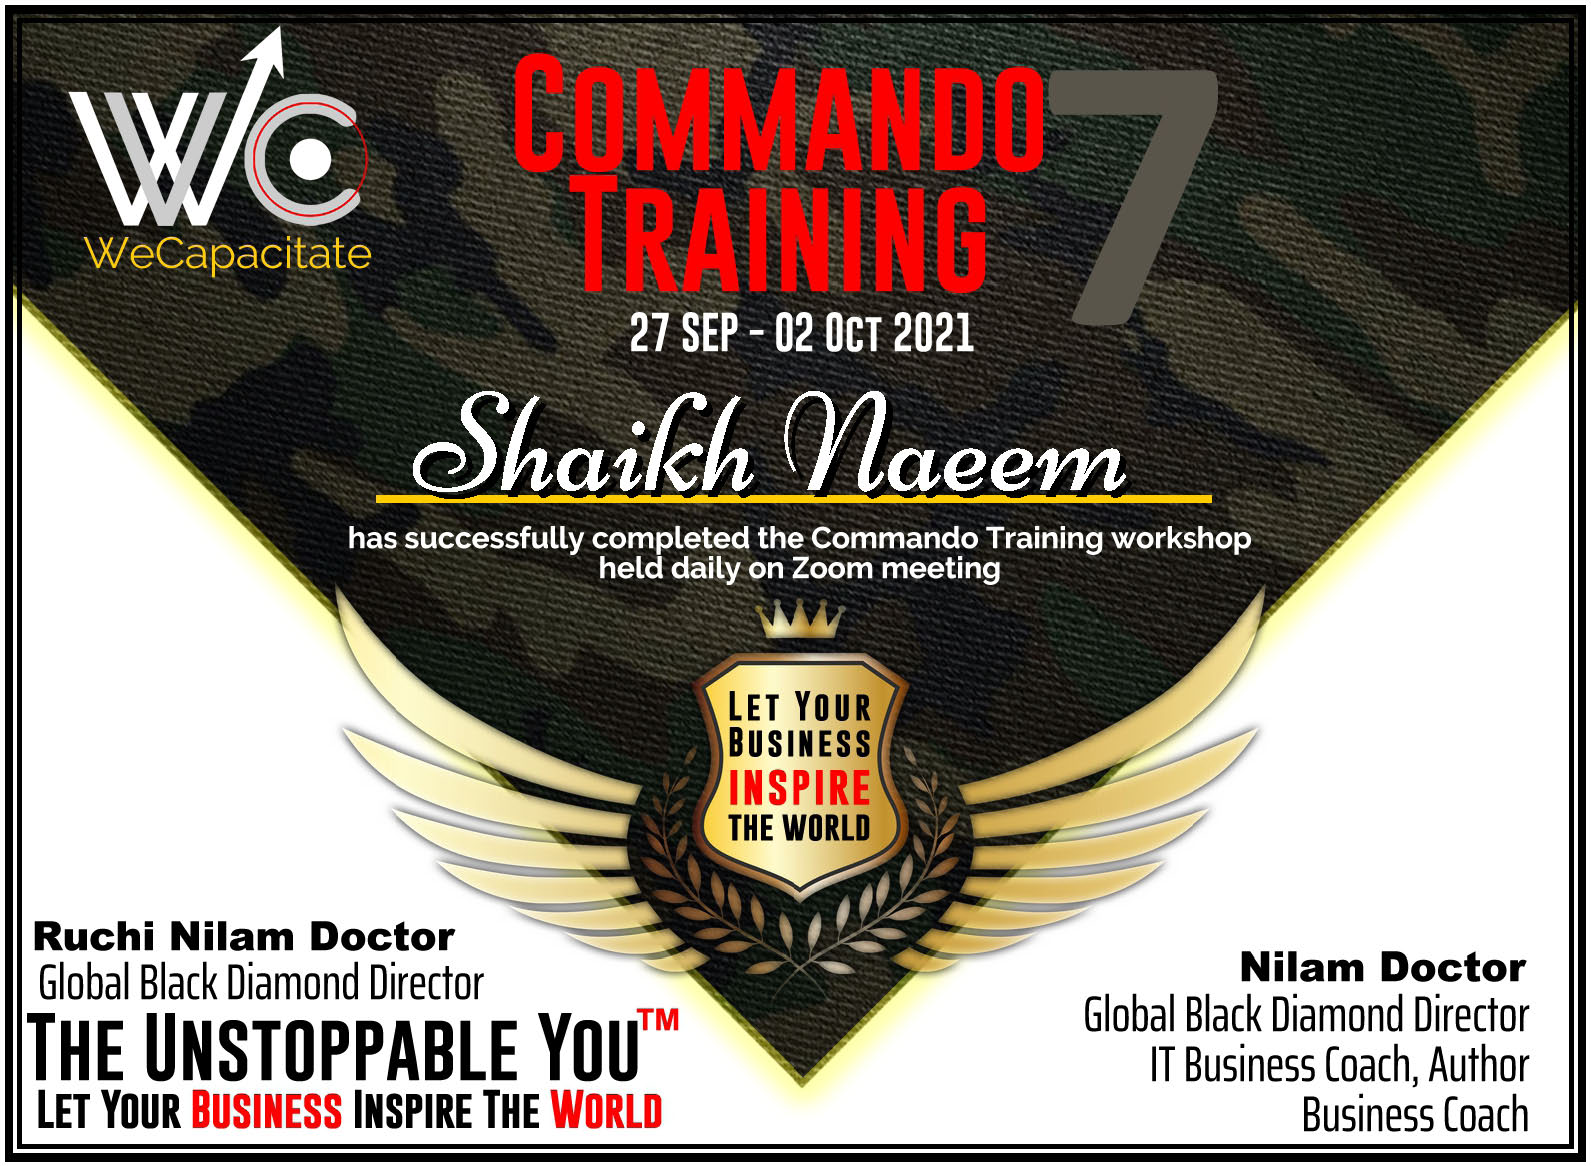 WC
WeCapacitate
COMMANDO 7
TRAINING
27 SEP - 02 OCT 2021
Shaikh Naeem
has successfully completed the Commando Training workshop
held daily on Zoom meeting
LET YOUR
BUSINESS
INSPIRE
THE WORLD
Ruchi Nilam Doctor
Global Black Diamond Director
THE UNSTOPPABLE YOU™
LET YOUR BUSINESS INSPIRE THE WORLD
Nilam Doctor
Global Black Diamond Director
IT Business Coach, Author
Business Coach